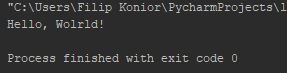 "C:\Users\Filip Konior\PycharmProjects\l
Hello, Wolrld!
Process finished with exit code 0